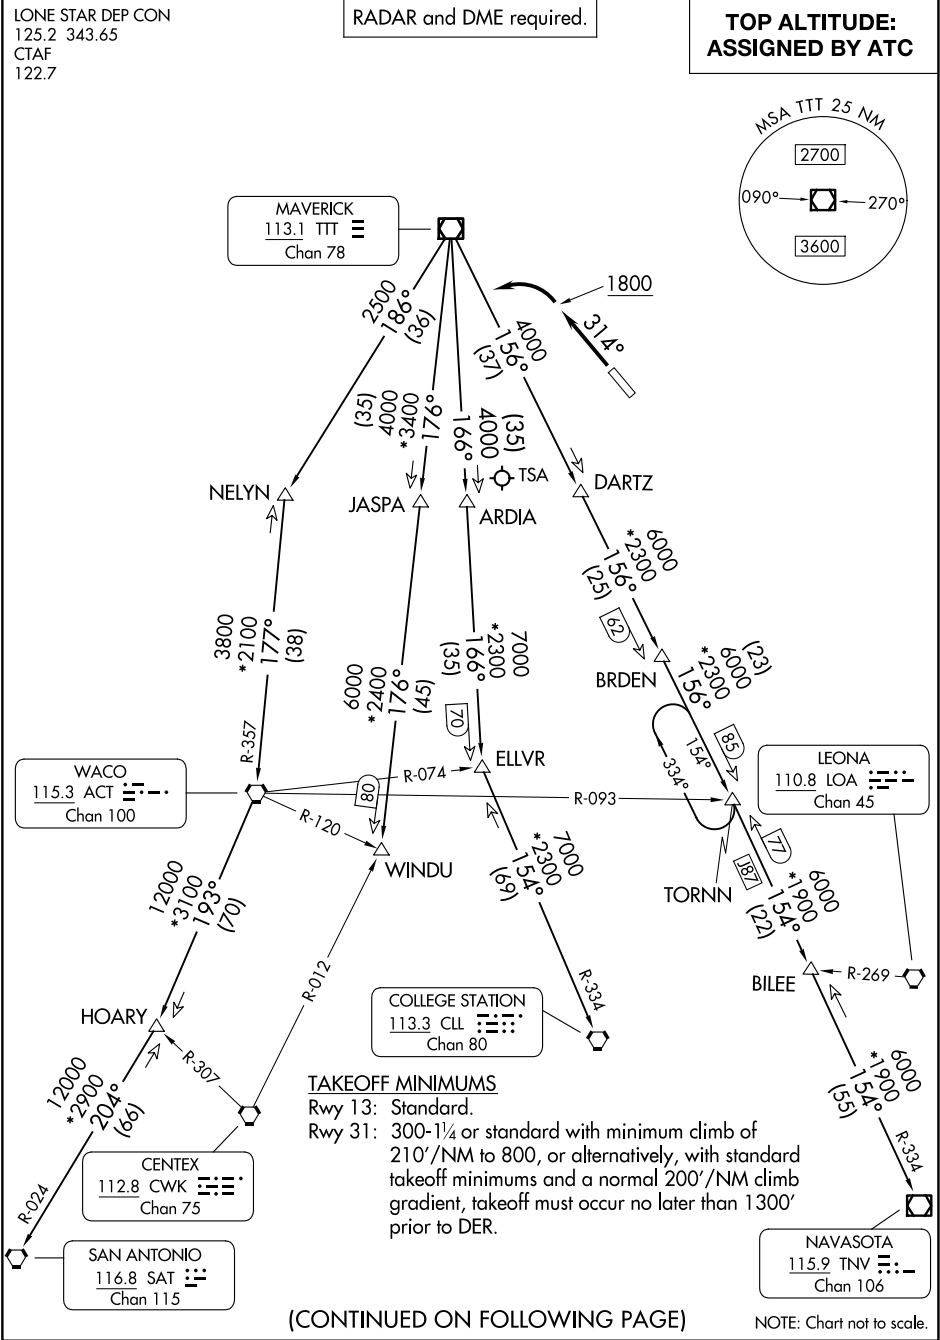 LONE STAR DEP CON
125.2 343.65
CTAF
122.7
RADAR and DME required.
TOP ALTITUDE:
ASSIGNED BY ATC
MSA TTT 25 NM
2700
090°
270°
3600
MAVERICK
113.1 TTT
Chan 78
1800
314°
2500
186°
(36)
(35)
4000
*3400
176°
(35)
4000
166°
4000
156°
(37)
TSA
NELYN
JASPA
ARDIA
DARTZ
6000
*2300
156°
(25)
62
BRDEN
(23)
6000
*2300
156°
3800
*2100
177°
(38)
R-357
6000
*2400
176°
(45)
7000
*2300
166°
(35)
70
80
85
154°
334°
WACO
115.3 ACT
Chan 100
R-074
ELLVR
R-093
R-120
WINDU
TORNN
LEONA
110.8 LOA
Chan 45
77
J87
6000
*1900
154°
(22)
12000
*3100
193°
(70)
7000
*2300
154°
(69)
R-012
R-334
BILEE
R-269
HOARY
R-307
COLLEGE STATION
113.3 CLL
Chan 80
12000
*2900
204°
(66)
R-024
6000
*1900
154°
(55)
R-334
TAKEOFF MINIMUMS
Rwy 13: Standard.
Rwy 31: 300-1¼ or standard with minimum climb of
210'/NM to 800, or alternatively, with standard
takeoff minimums and a normal 200'/NM climb
gradient, takeoff must occur no later than 1300'
prior to DER.
CENTEX
112.8 CWK
Chan 75
SAN ANTONIO
116.8 SAT
Chan 115
NAVASOTA
115.9 TNV
Chan 106
(CONTINUED ON FOLLOWING PAGE)
NOTE: Chart not to scale.